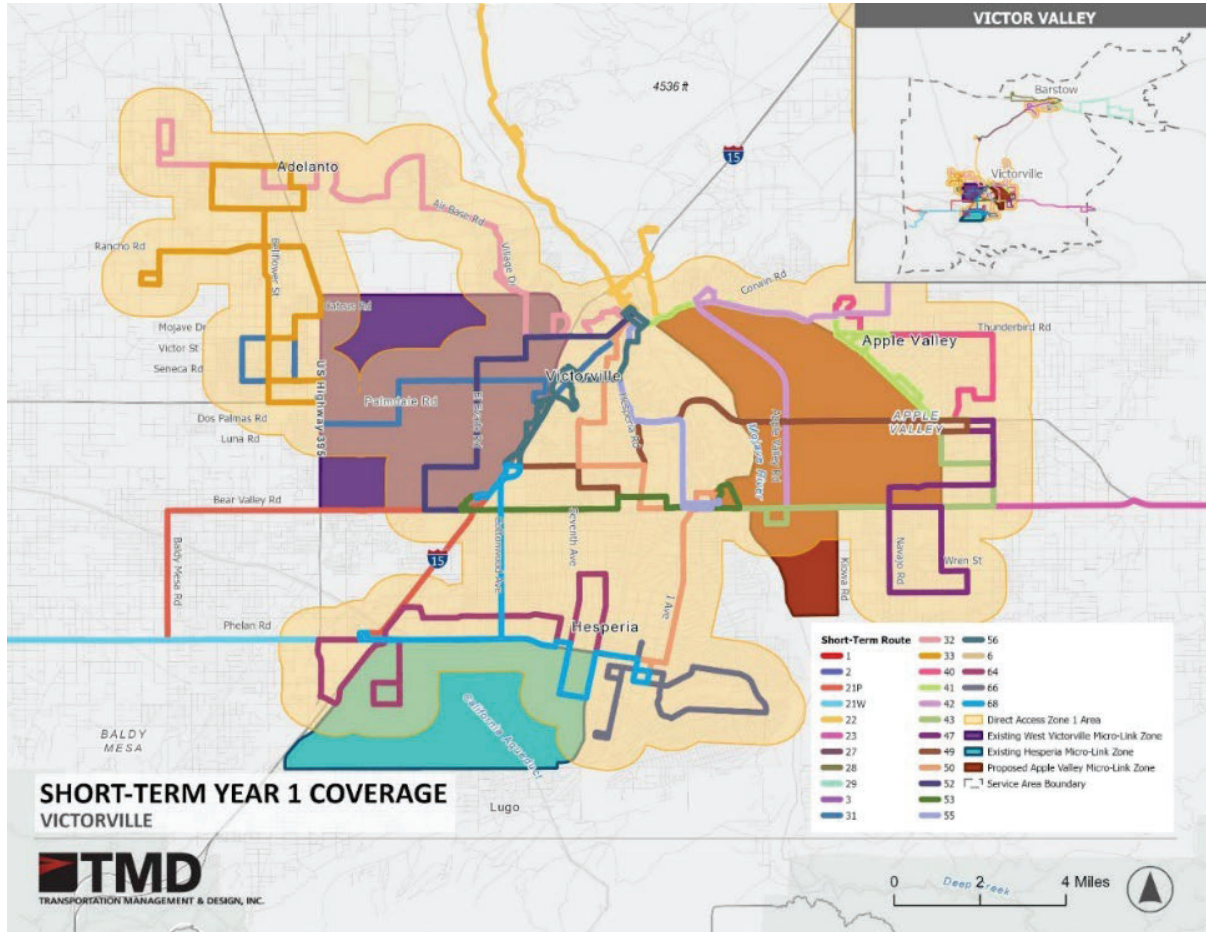 VICTOR VALLEY
Barstow
Victorville
4536 ft
15
Adelanto
Air Base Rd
Rancho Rd
Bellflower St
Village Dr
Corwin Rd
Mojave Dr
Victor St
Seneca Rd
US Highway 395
Thunderbird Rd
Apple Valley
Victorville
Palmdale Rd
Hesperia Rd
Dos Palmas Rd
Luna Rd
APPLE
VALLEY
Mojave River
Apple Valley Rd
Bear Valley Rd
Baldy Mesa Rd
15
Seventh Ave
I Ave
Kiowa Rd
Navajo Rd
Wren St
Phelan Rd
Hesperia
California Aqueduct
BALDY
MESA
Lugo
Short-Term Route
1
2
21P
21W
22
23
27
28
29
3
31
32
33
40
41
42
43
47
49
50
52
53
55
56
6
64
66
68
Direct Access Zone 1 Area
Existing West Victorville Micro-Link Zone
Existing Hesperia Micro-Link Zone
Proposed Apple Valley Micro-Link Zone
Service Area Boundary
SHORT-TERM YEAR 1 COVERAGE
VICTORVILLE
TMD
TRANSPORTATION MANAGEMENT & DESIGN, INC.
Deep Creek
0 2 4 Miles